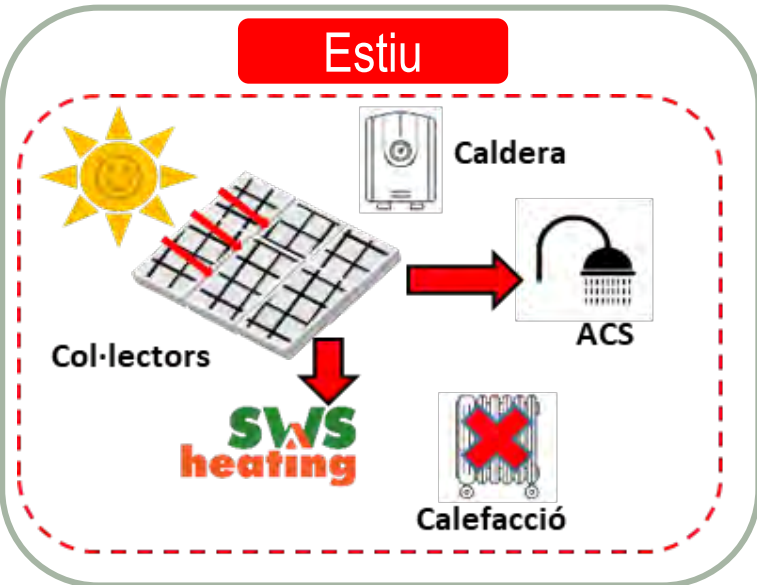 Estiu
Caldera
ACS
Col·lectors
SWS
heating
Calefacció